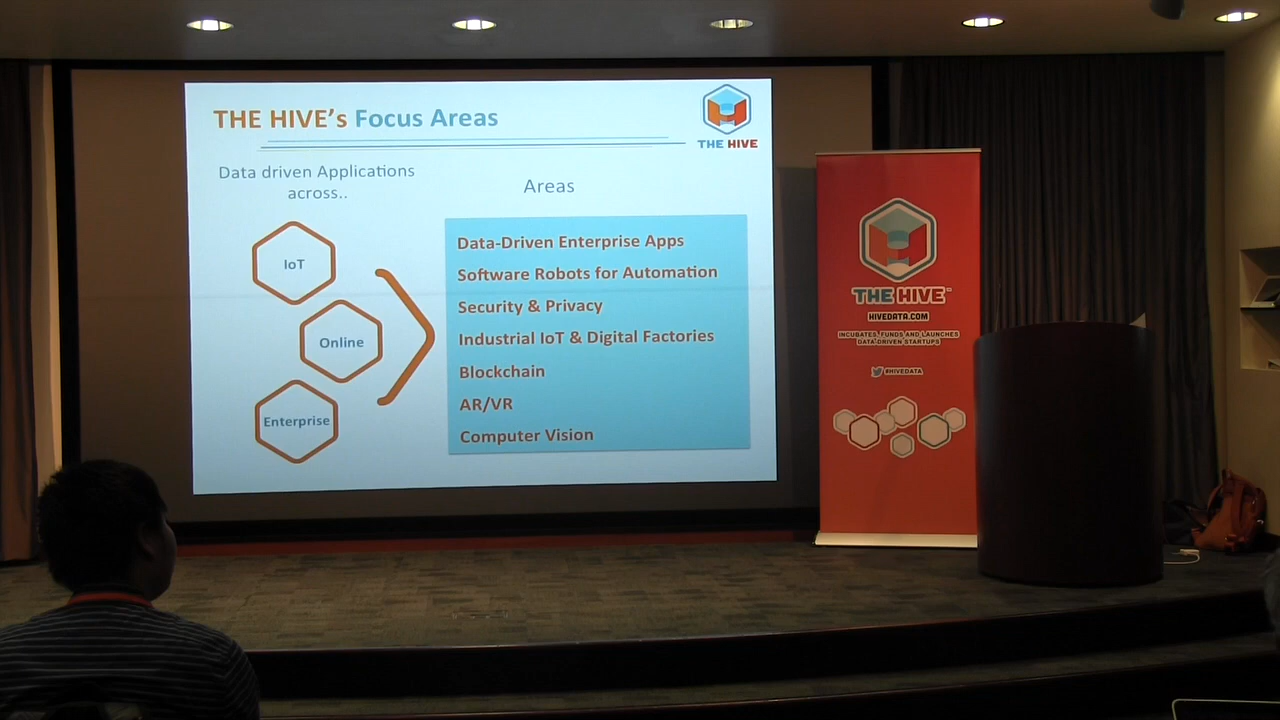 THE HIVE's Focus Areas
THE HIVE
Data driven Applications
across..
Areas
IoT
Online
Enterprise
Data-Driven Enterprise Apps
Software Robots for Automation
Security & Privacy
Industrial IoT & Digital Factories
Blockchain
AR/VR
Computer Vision
THE HIVE™
HIVEDATA.COM
INCUBATES, FUNDS AND LAUNCHES
DATA-DRIVEN STARTUPS
#HIVEDATA